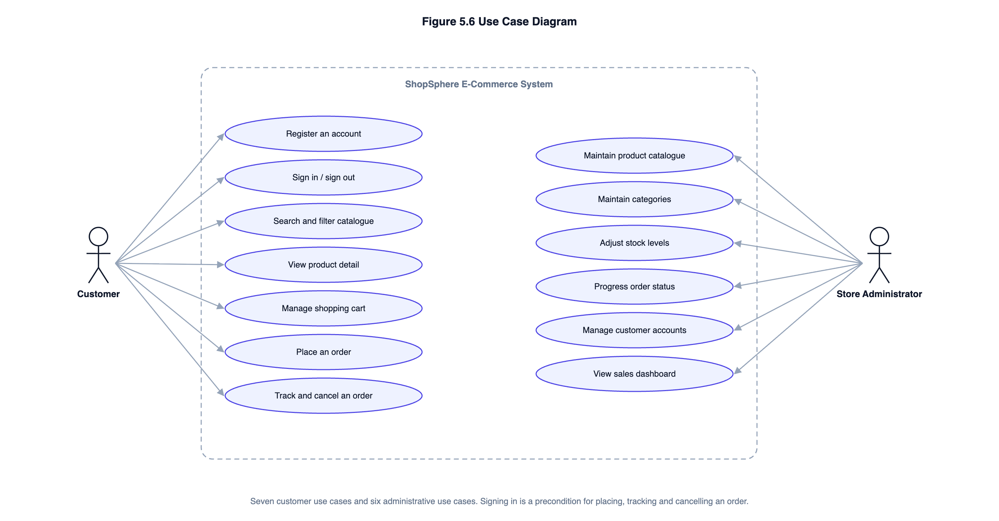 Figure 5.6 Use Case Diagram
ShopSphere E-Commerce System
Register an account
Sign in / sign out
Search and filter catalogue
View product detail
Manage shopping cart
Place an order
Track and cancel an order
Customer
Maintain product catalogue
Maintain categories
Adjust stock levels
Progress order status
Manage customer accounts
View sales dashboard
Store Administrator
Seven customer use cases and six administrative use cases. Signing in is a precondition for placing, tracking and cancelling an order.